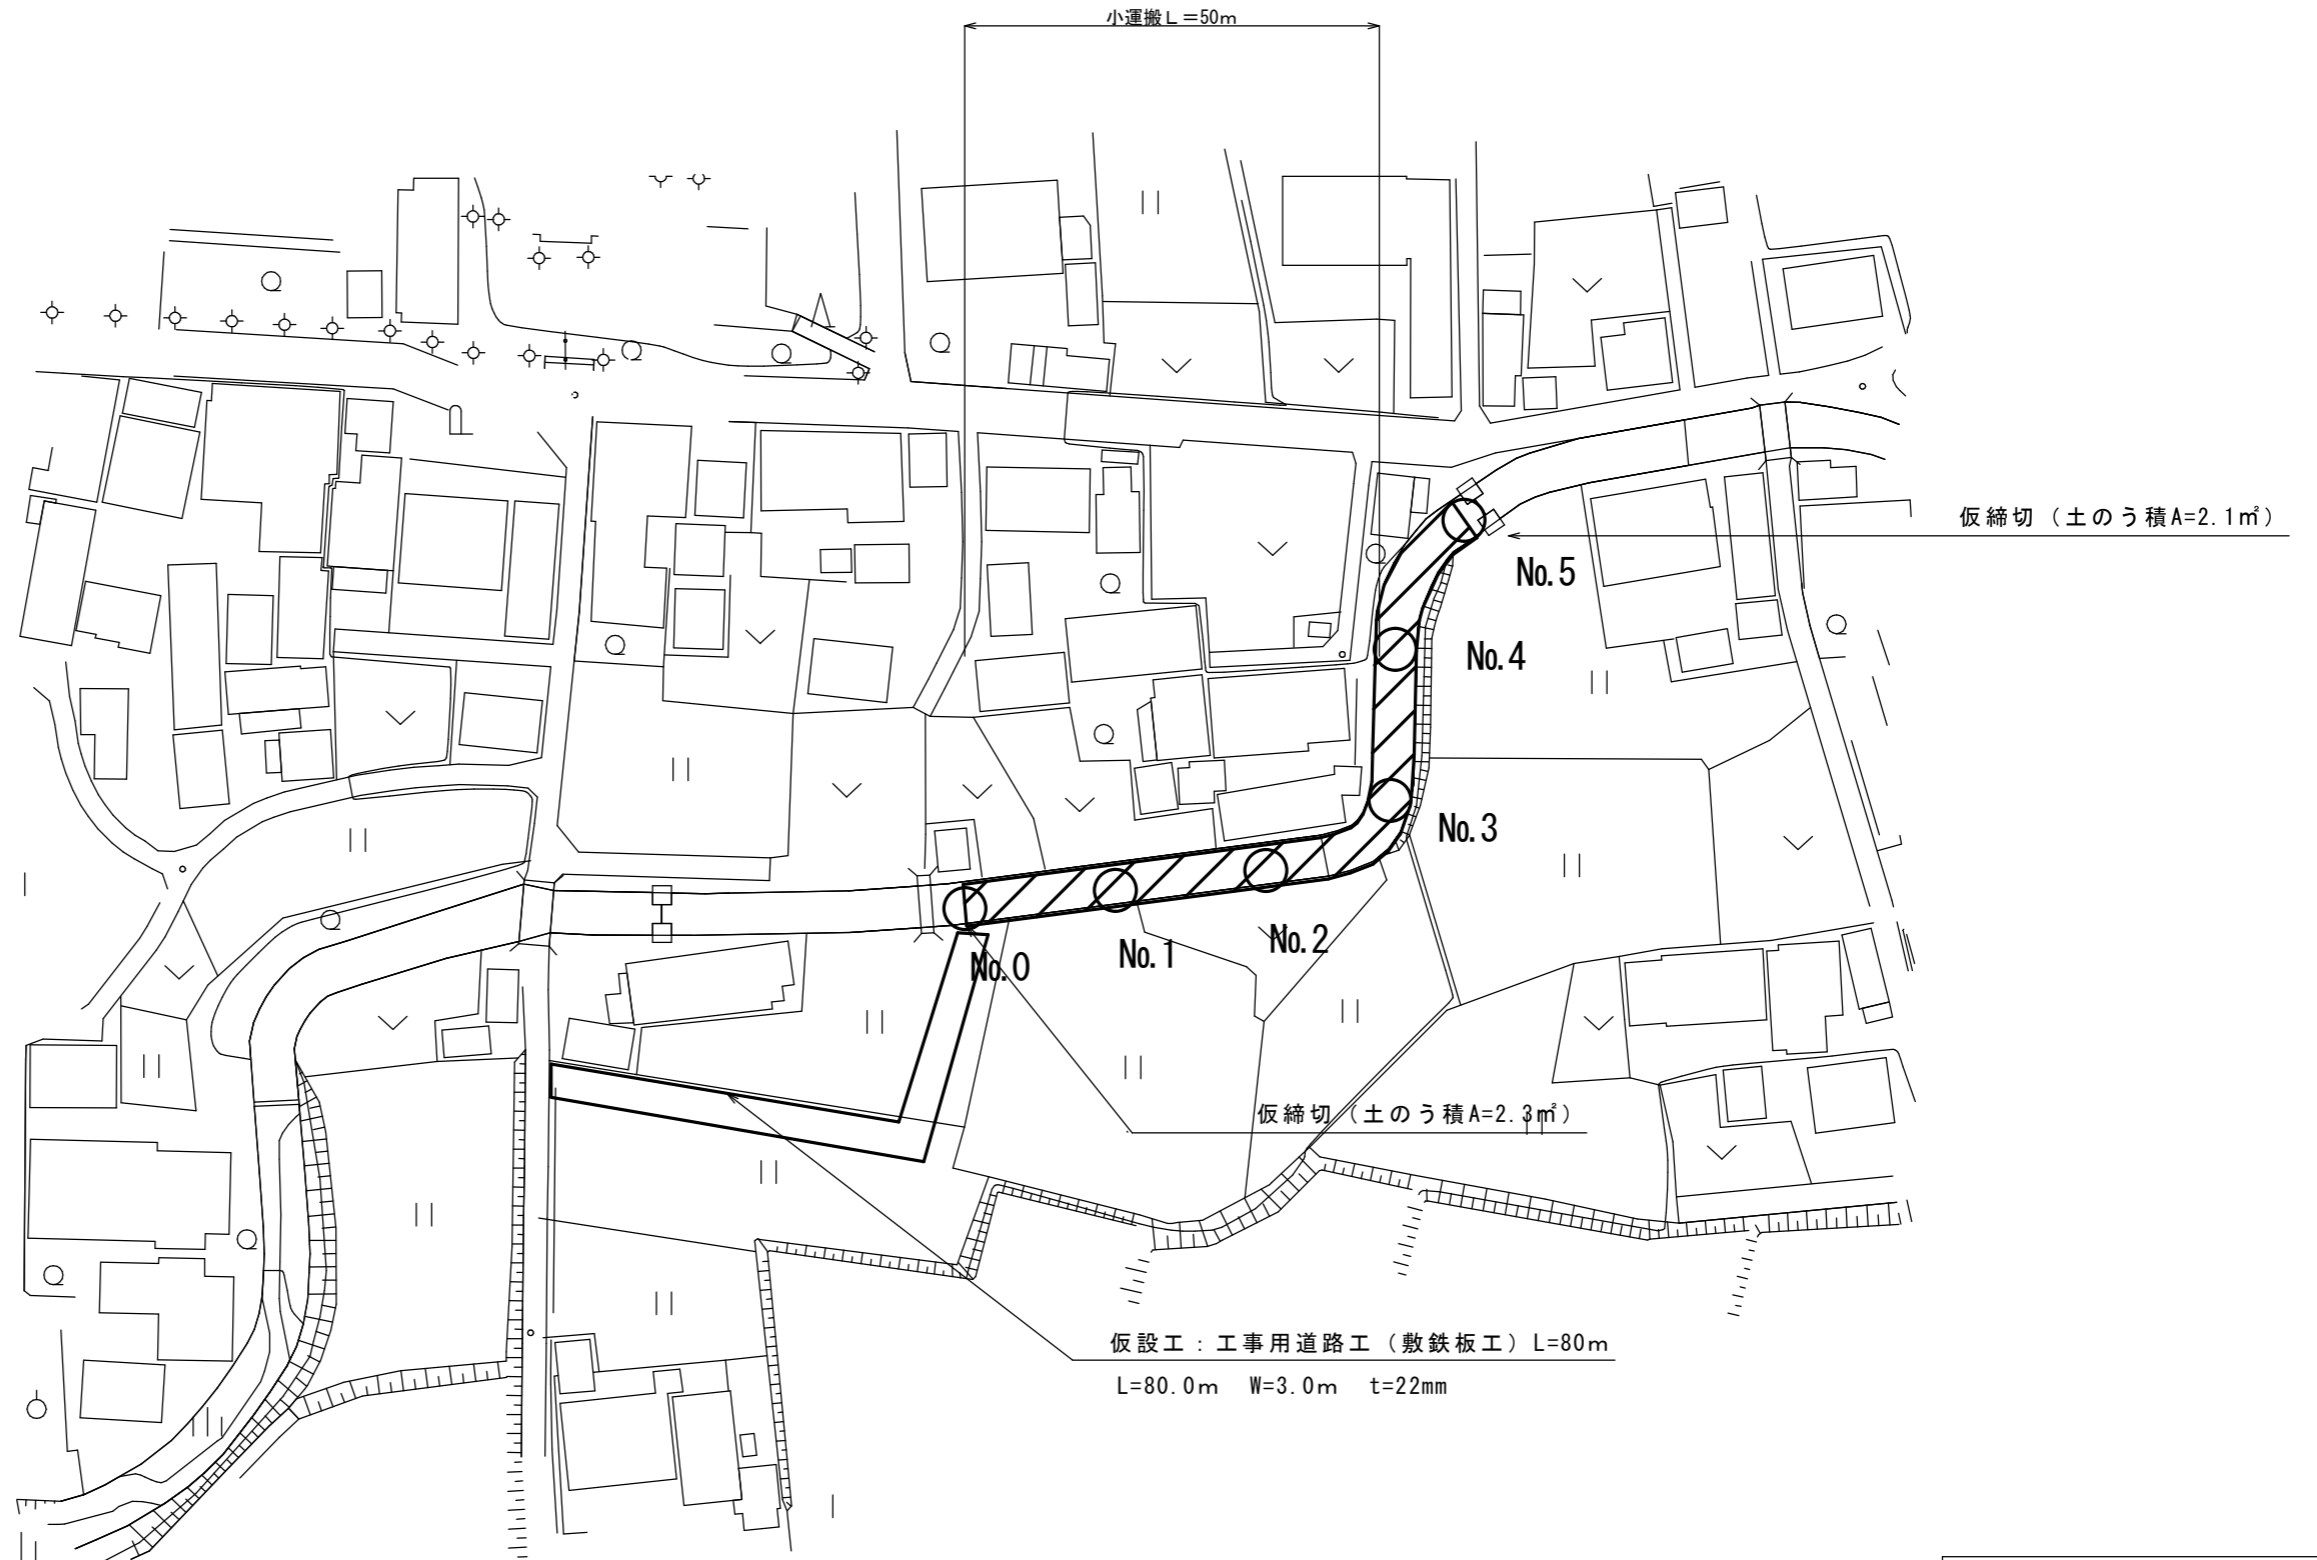 小運搬L=50m
仮締切（土のう積A=2.1㎡）
No.5
No.4
No.3
No.2
No.1
No.0
仮締切（土のう積A=2.3㎡）
仮設工：工事用道路工（敷鉄板工）L=80m
L=80.0m W=3.0m t=22mm